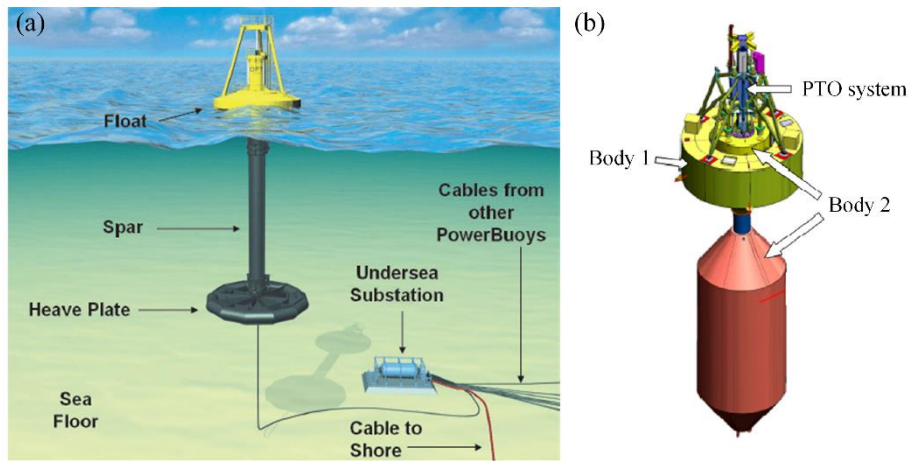 (a)
Float
Spar
Heave Plate
Sea
Floor
Cables from
other
PowerBuoys
Undersea
Substation
Cable to
Shore
(b)
PTO system
Body 1
Body 2